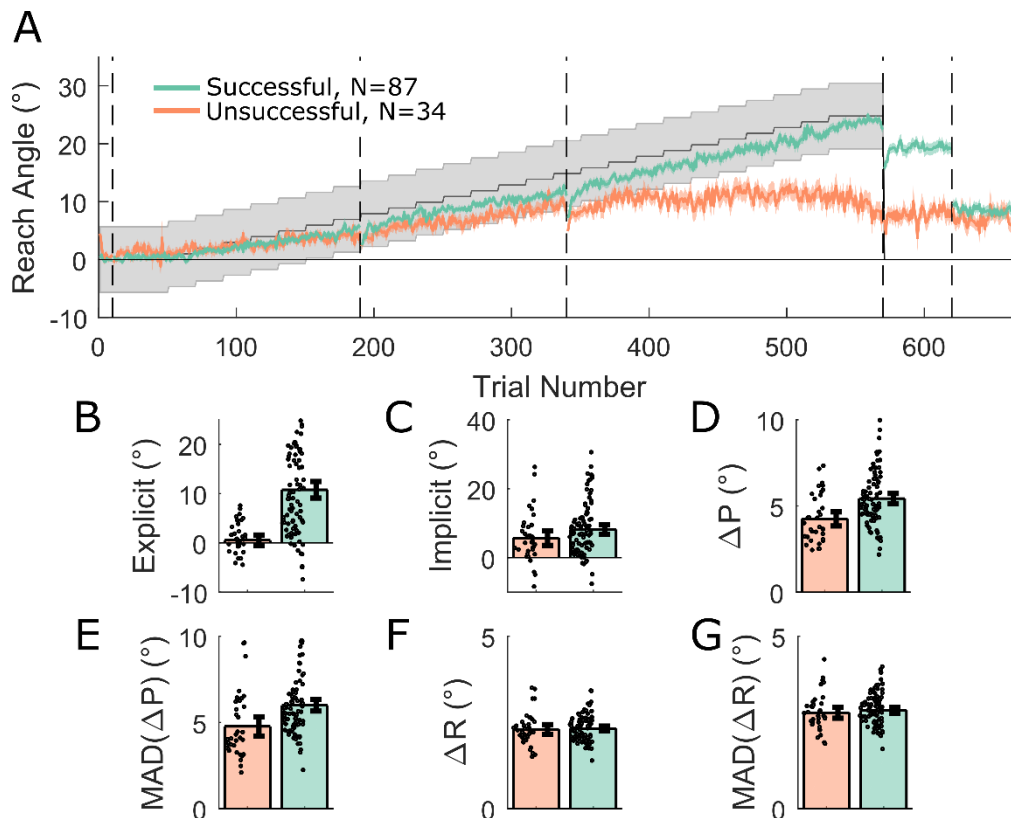 A
Reach Angle (°)
30
20
10
0
-10
Successful, N=87
Unsuccessful, N=34
0 100 200 300 400 500 600
Trial Number
B
Explicit (°)
20
10
0
-10
C
Implicit (°)
40
20
0
D
ΔP (°)
10
5
0
E
MAD(ΔP) (°)
10
5
0
F
ΔR (°)
5
0
G
MAD(ΔR) (°)
5
0